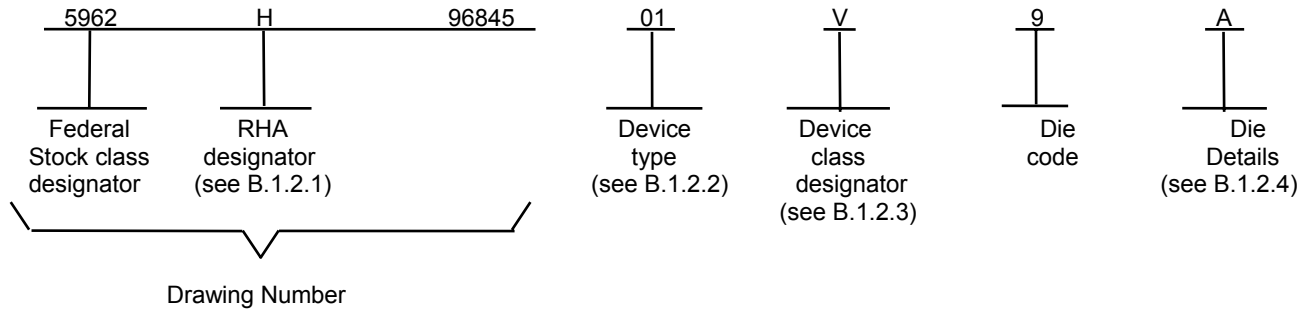 5962 H 96845 01 V 9 A
Federal Stock class designator
RHA designator (see B.1.2.1)
Device type (see B.1.2.2)
Device class designator (see B.1.2.3)
Die code
Die Details (see B.1.2.4)
Drawing Number